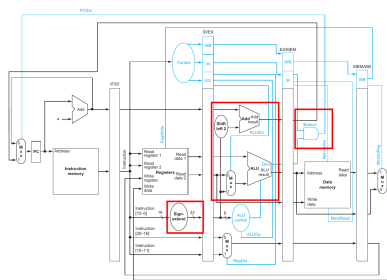 PCSrc
ID/EX
WB
EX/MEM
Control
M
WB
MEM/WB
EX
M
WB
IF/ID
Add
4
Add
Add result
Shift left 2
ALUSrc
Branch
RegWrite
M
u
x
PC
Address
Instruction memory
Instruction
Read register 1
Read register 2
Registers
Write register
Write data
Read data 1
Read data 2
Zero
ALU
ALU result
M
u
x
Address
Data memory
Read data
Write data
MemtoReg
M
u
x
Instruction
[15–0]
16
Sign-extend
32
6
ALU control
MemRead
Instruction
[20–16]
ALUOp
Instruction
[15–11]
M
u
x
RegDst